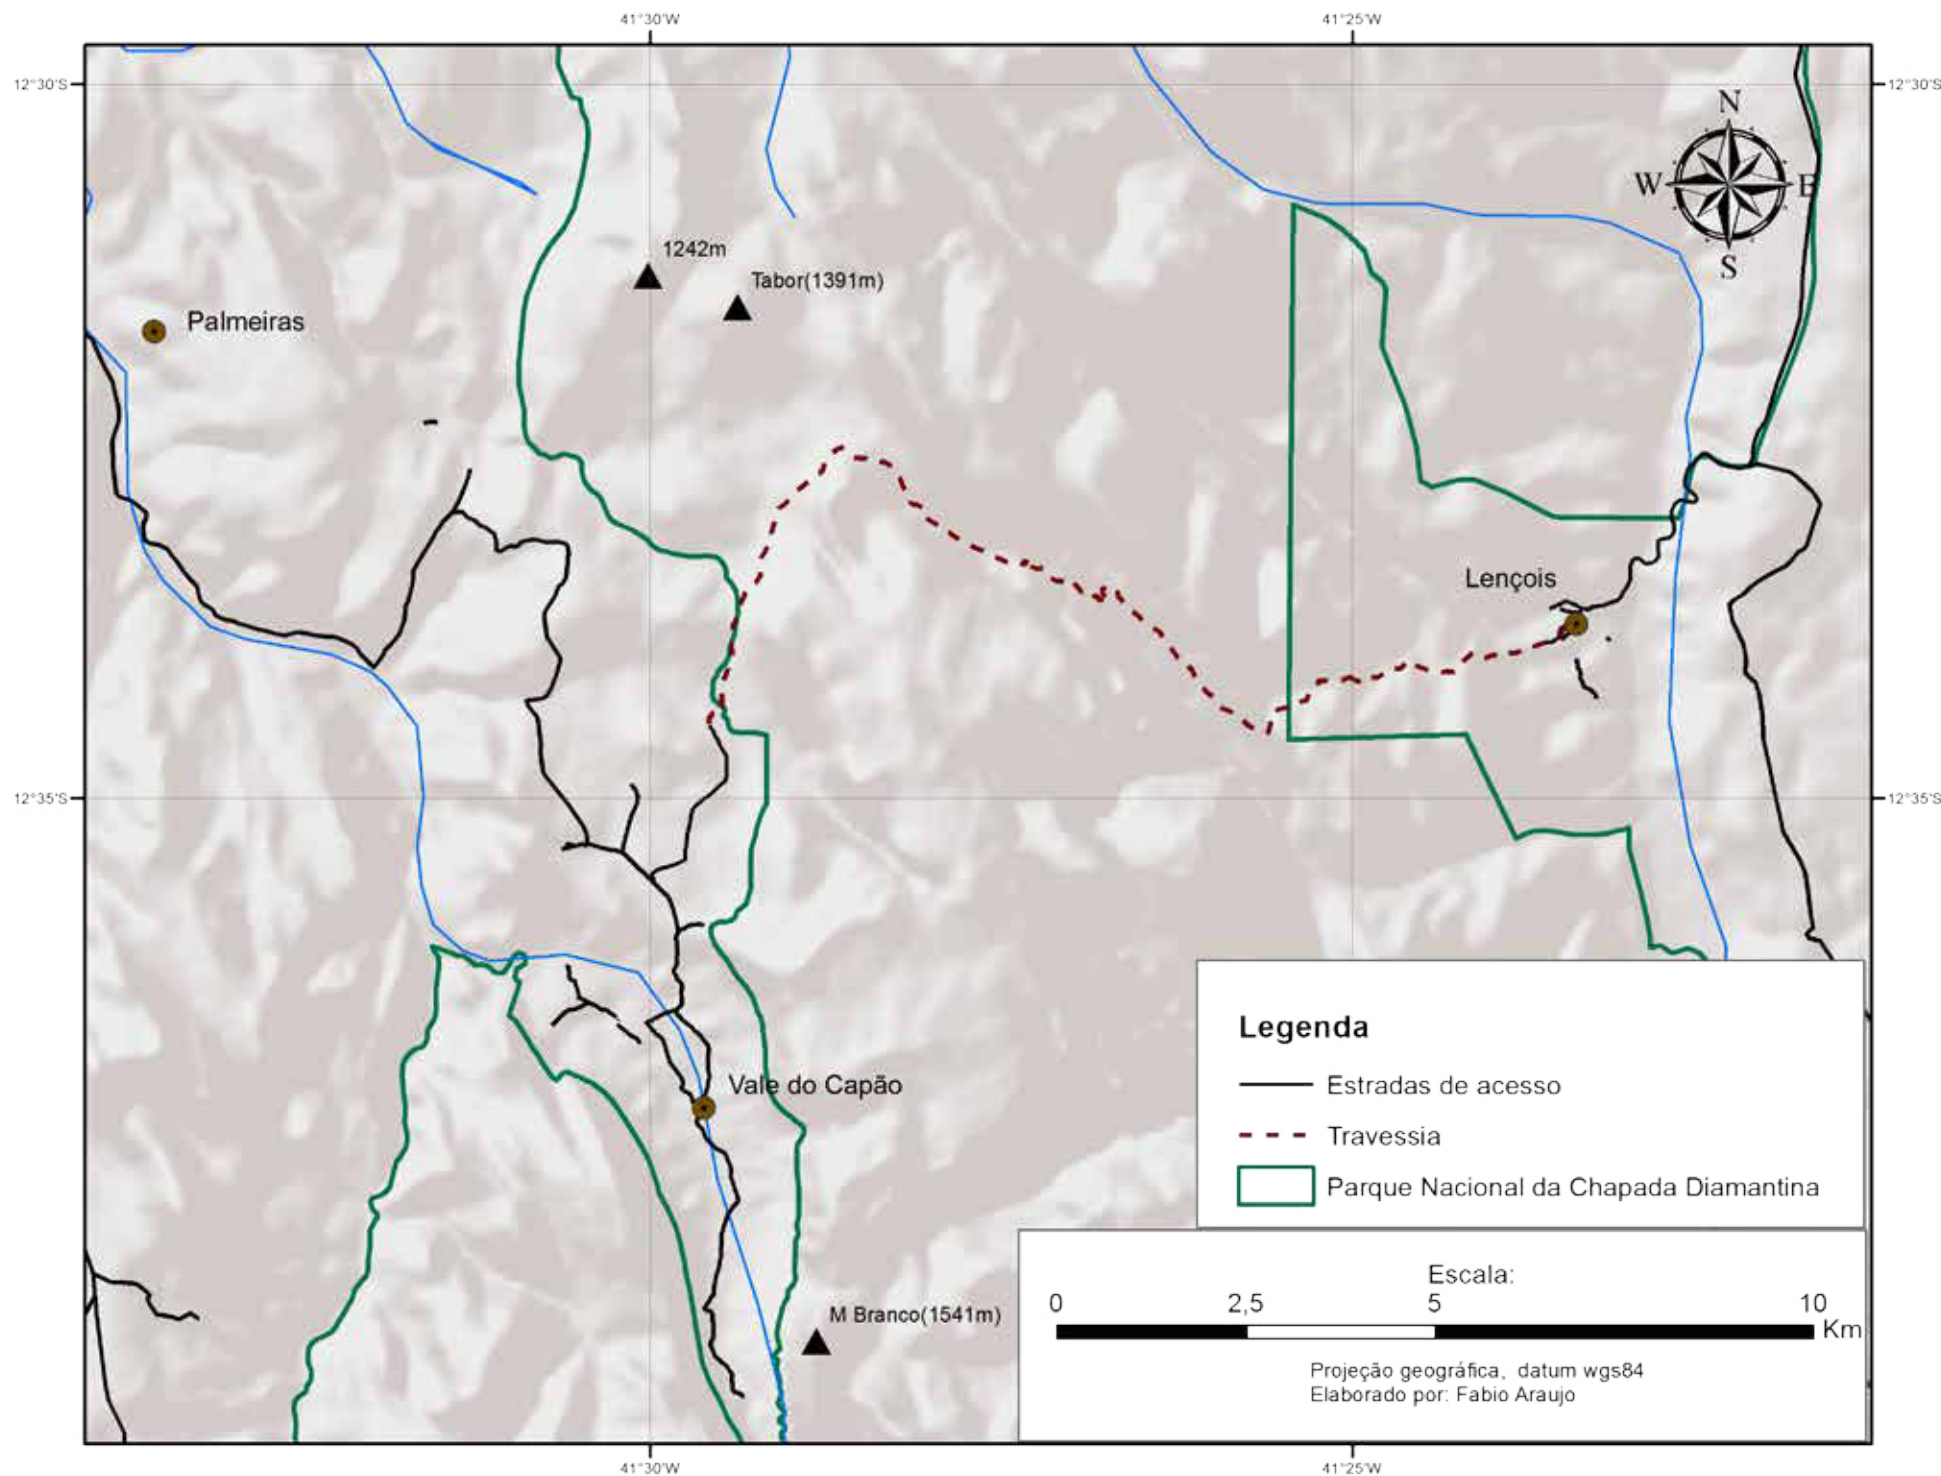 41°30'W
41°25'W
12°30'S
12°30'S
N
W
E
S
1242m
Tabor(1391m)
Palmeiras
Lençois
12°35'S
12°35'S
Legenda
Estradas de acesso
Vale do Capão
Travessia
Parque Nacional da Chapada Diamantina
Escala:
0 2,5 5 10
Km
M Branco(1541m)
Projeção geográfica, datum wgs84
Elaborado por: Fabio Araujo
41°30'W
41°25'W